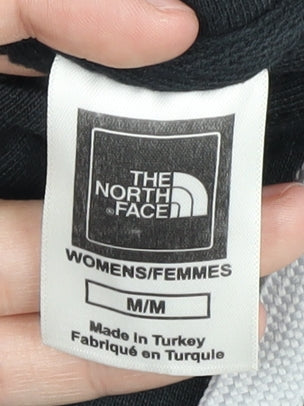 THE
NORTH
FACE
WOMENS/FEMMES
M/M
Made in Turkey
Fabriqué en Turquie